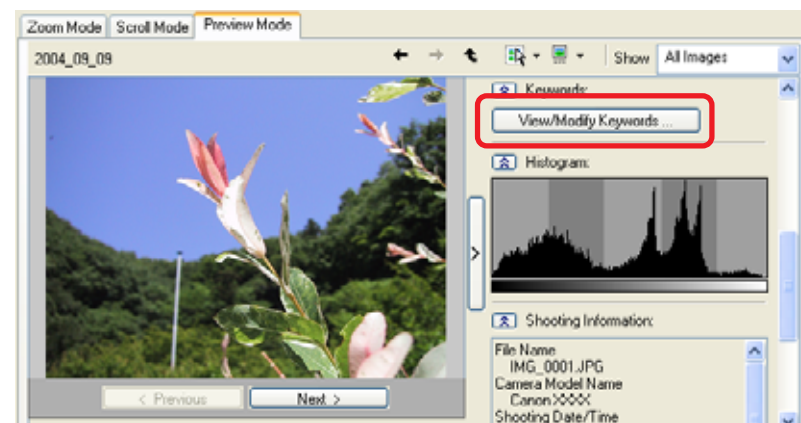 Zoom Mode Scroll Mode Preview Mode
2004_09_09 Show All Images
Keywords:
View/Modify Keywords ...
Histogram:
>
Shooting Information:
File Name
IMG_0001.JPG
Camera Model Name
Canon XXXX
Shooting Date/Time
< Previous Next >